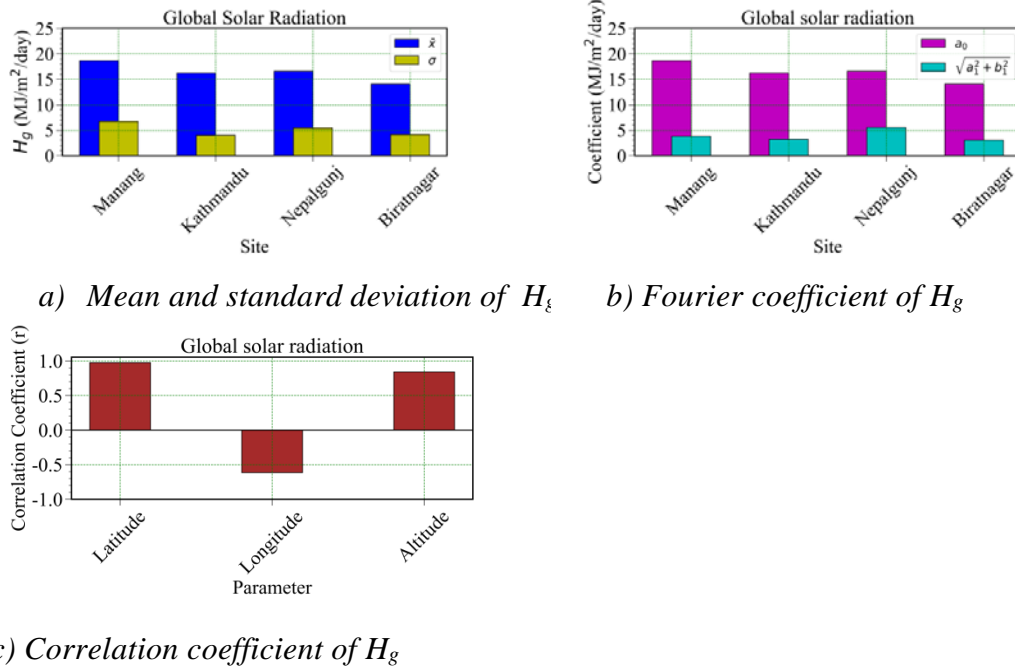 Global Solar Radiation
25
20
15
10
5
0
H_g (MJ/m²/day)
x̄
σ
Manang
Kathmandu
Nepalgunj
Biratnagar
Site
a) Mean and standard deviation of H_g
Global solar radiation
25
20
15
10
5
0
Coefficient (MJ/m²/day)
a₀
√(a₁² + b₁²)
Manang
Kathmandu
Nepalgunj
Biratnagar
Site
b) Fourier coefficient of H_g
Global solar radiation
1.0
0.5
0.0
-0.5
-1.0
Correlation Coefficient (r)
Latitude
Longitude
Altitude
Parameter
c) Correlation coefficient of H_g